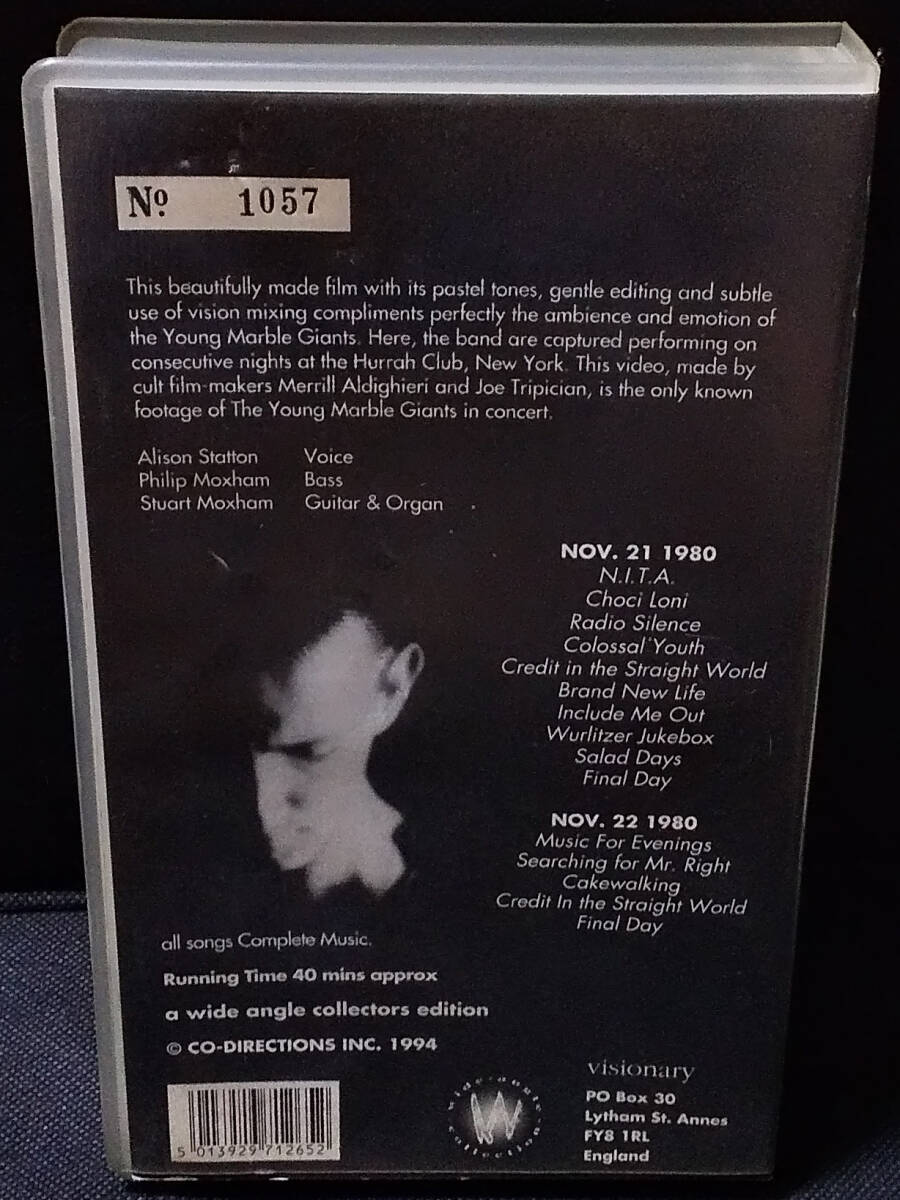 Nº 1057
This beautifully made film with its pastel tones, gentle editing and subtle
use of vision mixing compliments perfectly the ambience and emotion of
the Young Marble Giants. Here, the band are captured performing on
consecutive nights at the Hurrah Club, New York. This video, made by
cult film-makers Merrill Aldighieri and Joe Tripician, is the only known
footage of The Young Marble Giants in concert.
Alison Statton Voice
Philip Moxham Bass
Stuart Moxham Guitar & Organ
NOV. 21 1980
N.I.T.A.
Choci Loni
Radio Silence
Colossal Youth
Credit in the Straight World
Brand New Life
Include Me Out
Wurlitzer Jukebox
Salad Days
Final Day
NOV. 22 1980
Music For Evenings
Searching for Mr. Right
Cakewalking
Credit In the Straight World
Final Day
all songs Complete Music.
Running Time 40 mins approx
a wide angle collectors edition
© CO-DIRECTIONS INC. 1994
5 013929 712652
wide-angle
collection
visionary
PO Box 30
Lytham St. Annes
FY8 1RL
England